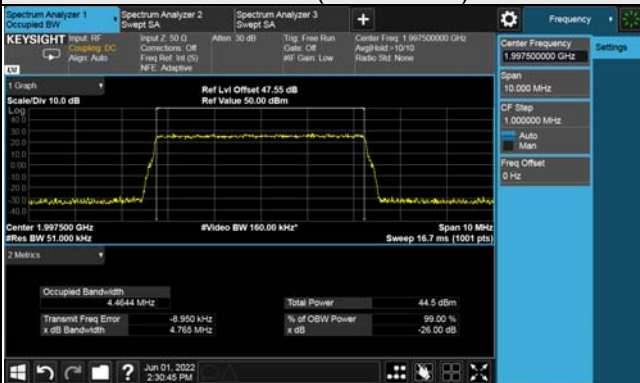 Spectrum Analyzer 1
Occupied BW
Spectrum Analyzer 2
Swept SA
Spectrum Analyzer 3
Swept SA
Frequency
KEYSIGHT
Input: RF
Coupling: DC
Align: Auto
Input Z: 50 Ω
Corrections: Off
Freq Ref: Int (S)
NFE: Adaptive
Atten: 30 dB
Trig: Free Run
Gate: Off
#IF Gain: Low
Center Freq: 1.997500000 GHz
Avg|Hold:>10/10
Radio Std: None
Center Frequency
1.997500000 GHz
Settings
Span
10.000 MHz
CF Step
1.000000 MHz
Auto
Man
Freq Offset
0 Hz
1 Graph
Scale/Div 10.0 dB
Ref Lvl Offset 47.55 dB
Ref Value 50.00 dBm
Log
40.0
30.0
20.0
10.0
0.00
-10.0
-20.0
-30.0
-40.0
Center 1.997500 GHz
#Res BW 51.000 kHz
#Video BW 160.00 kHz*
Span 10 MHz
Sweep 16.7 ms (1001 pts)
2 Metrics
Occupied Bandwidth
4.4644 MHz
Total Power 44.5 dBm
Transmit Freq Error -8.950 kHz
% of OBW Power 99.00 %
x dB Bandwidth 4.765 MHz
x dB -26.00 dB
Jun 01, 2022
2:30:45 PM